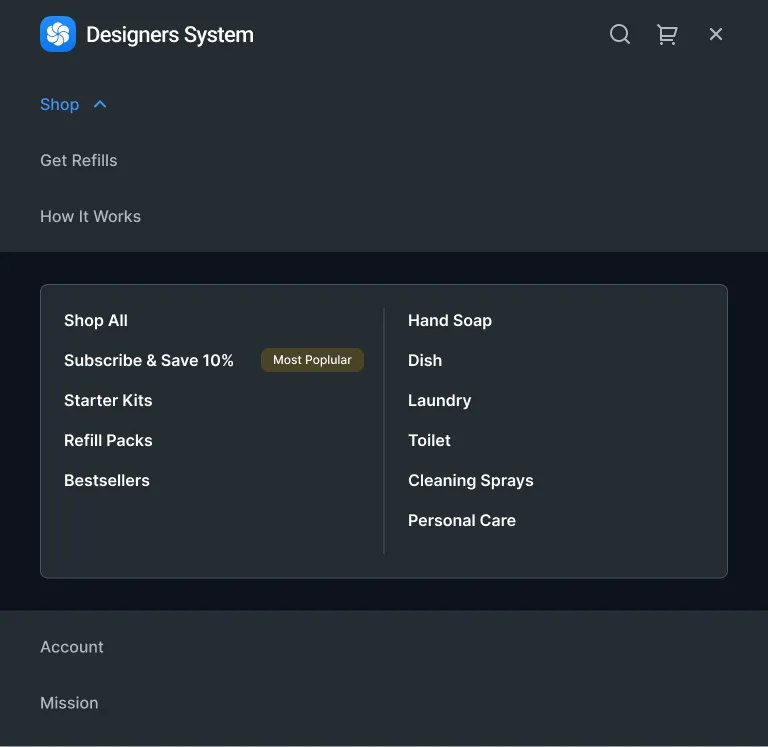 Designers System
Shop
Get Refills
How It Works
Shop All
Subscribe & Save 10%
Most Poplular
Starter Kits
Refill Packs
Bestsellers
Hand Soap
Dish
Laundry
Toilet
Cleaning Sprays
Personal Care
Account
Mission